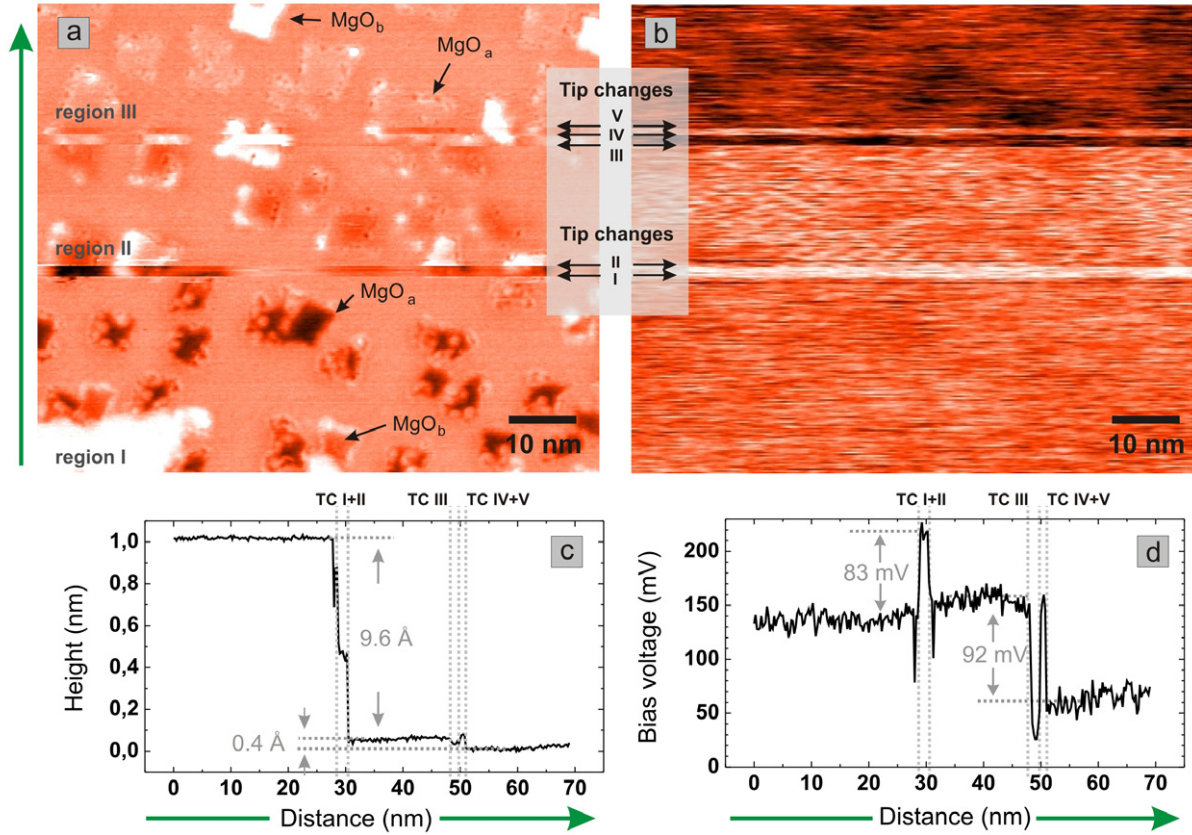 a
MgOb
MgOa
region III
region II
MgOa
MgOb
region I
10 nm
Tip changes
V
IV
III
Tip changes
II
I
b
10 nm
TC I+II
TC III
TC IV+V
c
1,0
0,8
0,6
0,4
0,2
0,0
Height (nm)
9.6 Å
0.4 Å
0
10
20
30
40
50
60
70
Distance (nm)
TC I+II
TC III
TC IV+V
d
200
150
100
50
0
Bias voltage (mV)
83 mV
92 mV
0
10
20
30
40
50
60
70
Distance (nm)